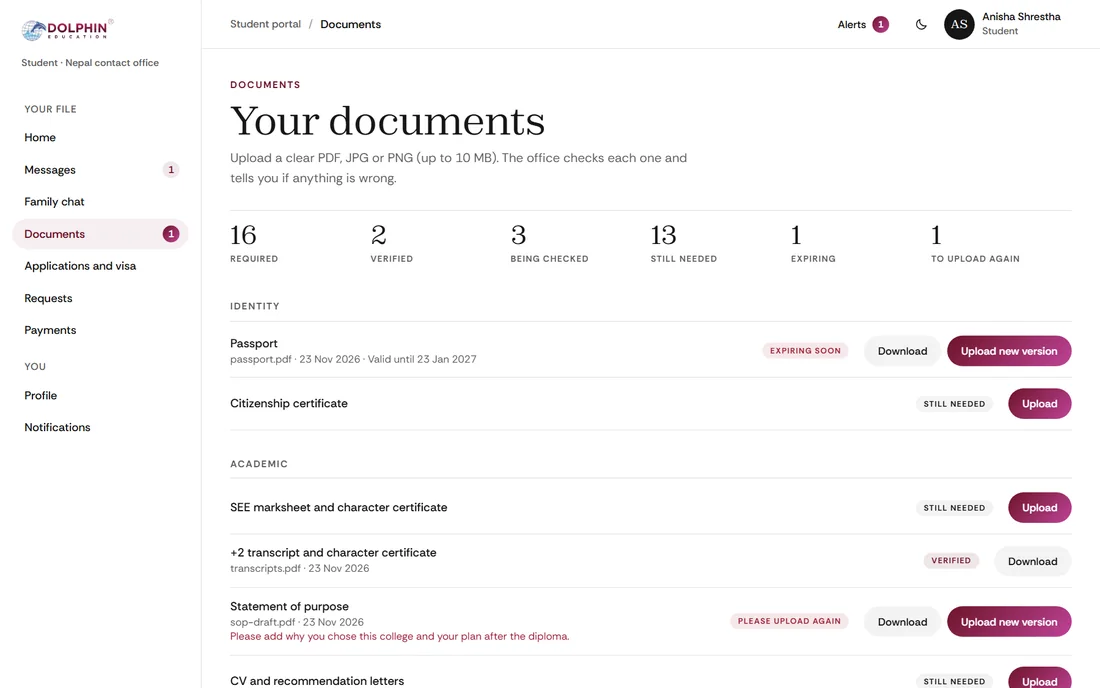 DOLPHIN
EDUCATION
Student · Nepal contact office
YOUR FILE
Home
Messages 1
Family chat
Documents 1
Applications and visa
Requests
Payments
YOU
Profile
Notifications
Student portal / Documents
Alerts 1
AS
Anisha Shrestha
Student
DOCUMENTS
Your documents
Upload a clear PDF, JPG or PNG (up to 10 MB). The office checks each one and
tells you if anything is wrong.
16 2 3 13 1 1
REQUIRED VERIFIED BEING CHECKED STILL NEEDED EXPIRING TO UPLOAD AGAIN
IDENTITY
Passport
passport.pdf · 23 Nov 2026 · Valid until 23 Jan 2027
EXPIRING SOON Download Upload new version
Citizenship certificate STILL NEEDED Upload
ACADEMIC
SEE marksheet and character certificate STILL NEEDED Upload
+2 transcript and character certificate
transcripts.pdf · 23 Nov 2026
VERIFIED Download
Statement of purpose
sop-draft.pdf · 23 Nov 2026
Please add why you chose this college and your plan after the diploma.
PLEASE UPLOAD AGAIN Download Upload new version
CV and recommendation letters STILL NEEDED Upload